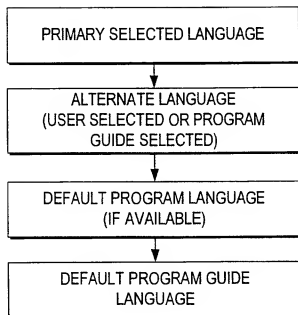 PRIMARY SELECTED LANGUAGE
ALTERNATE LANGUAGE
(USER SELECTED OR PROGRAM
GUIDE SELECTED)
DEFAULT PROGRAM LANGUAGE
(IF AVAILABLE)
DEFAULT PROGRAM GUIDE
LANGUAGE